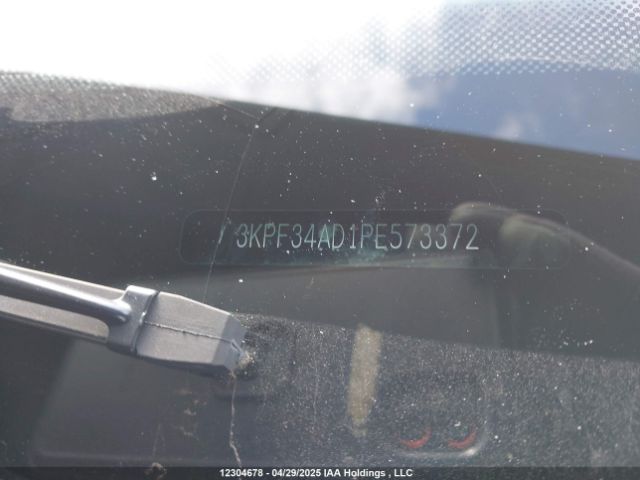 3KPF34AD1PE573372
12304678 - 04/29/2025 IAA Holdings , LLC